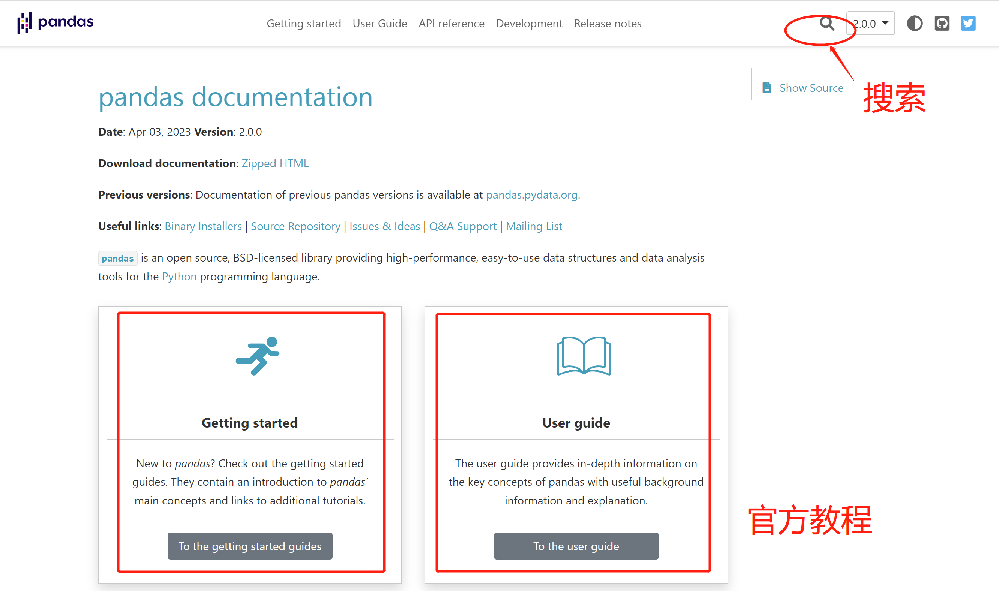 pandas
Getting started User Guide API reference Development Release notes
2.0.0
pandas documentation
Show Source
搜索
Date: Apr 03, 2023 Version: 2.0.0
Download documentation: Zipped HTML
Previous versions: Documentation of previous pandas versions is available at pandas.pydata.org.
Useful links: Binary Installers | Source Repository | Issues & Ideas | Q&A Support | Mailing List
pandas is an open source, BSD-licensed library providing high-performance, easy-to-use data structures and data analysis
tools for the Python programming language.
Getting started
New to pandas? Check out the getting started
guides. They contain an introduction to pandas’
main concepts and links to additional tutorials.
To the getting started guides
User guide
The user guide provides in-depth information on
the key concepts of pandas with useful background
information and explanation.
To the user guide
官方教程